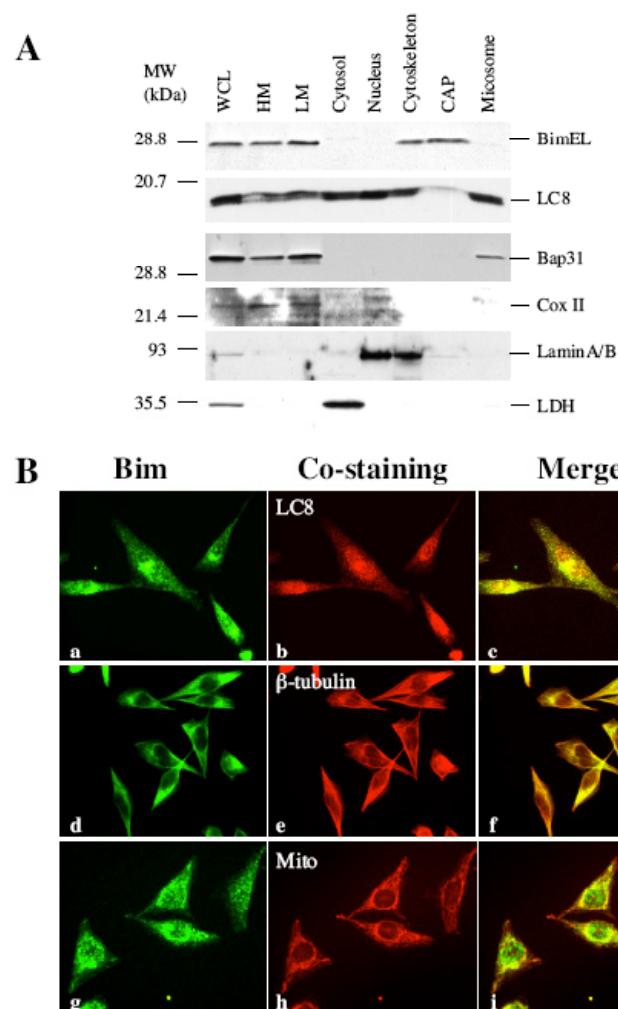 A
MW
(kDa)
WCL
HM
LM
Cytosol
Nucleus
Cytoskeleton
CAP
Micosome
28.8
BimEL
20.7
LC8
Bap31
28.8
Cox II
21.4
93
LaminA/B
35.5
LDH
B
Bim
Co-staining
Merge
LC8
a
b
c
β-tubulin
d
e
f
Mito
g
h
i